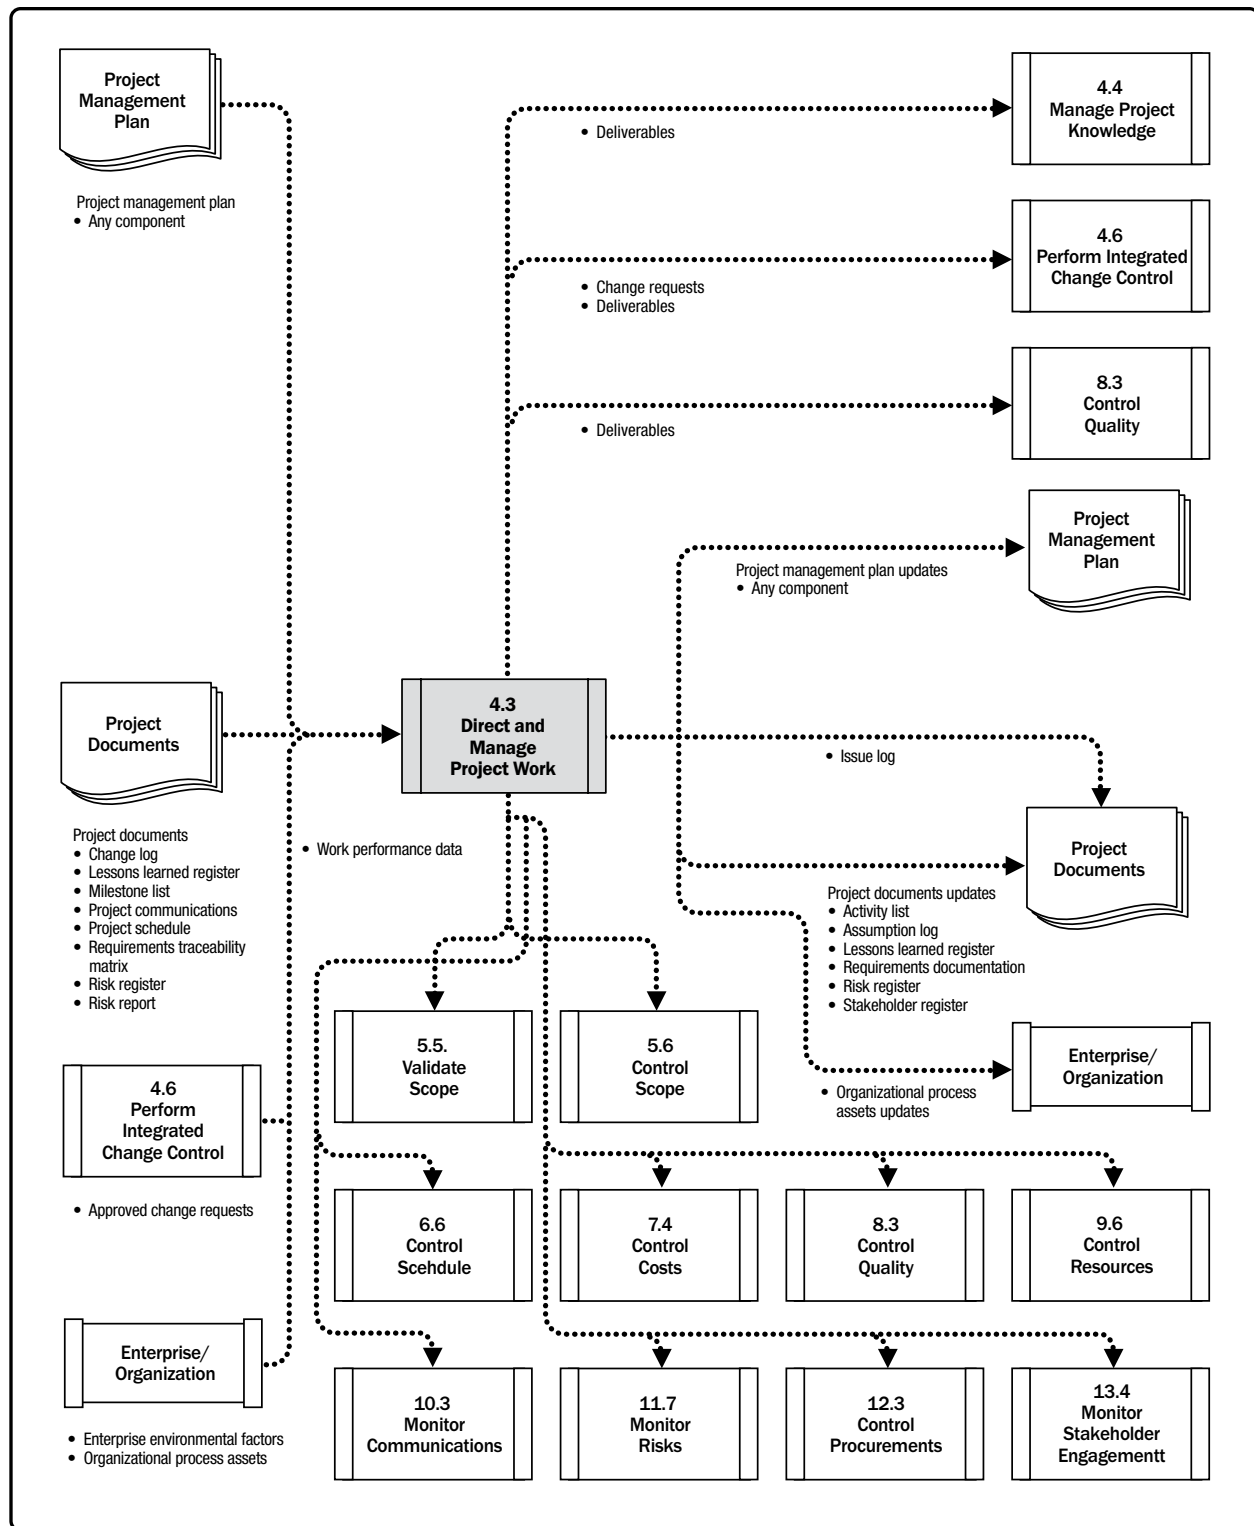 Project
Management
Plan
Project management plan
• Any component
4.4
Manage Project
Knowledge
• Deliverables
4.6
Perform Integrated
Change Control
• Change requests
• Deliverables
8.3
Control
Quality
• Deliverables
Project
Management
Plan
Project management plan updates
• Any component
Project
Documents
4.3
Direct and
Manage
Project Work
• Issue log
Project documents
• Change log
• Lessons learned register
• Milestone list
• Project communications
• Project schedule
• Requirements traceability
matrix
• Risk register
• Risk report
• Work performance data
Project
Documents
Project documents updates
• Activity list
• Assumption log
• Lessons learned register
• Requirements documentation
• Risk register
• Stakeholder register
5.5.
Validate
Scope
5.6
Control
Scope
Enterprise/
Organization
• Organizational process
assets updates
4.6
Perform
Integrated
Change Control
• Approved change requests
6.6
Control
Scehdule
7.4
Control
Costs
8.3
Control
Quality
9.6
Control
Resources
Enterprise/
Organization
• Enterprise environmental factors
• Organizational process assets
10.3
Monitor
Communications
11.7
Monitor
Risks
12.3
Control
Procurements
13.4
Monitor
Stakeholder
Engagementt